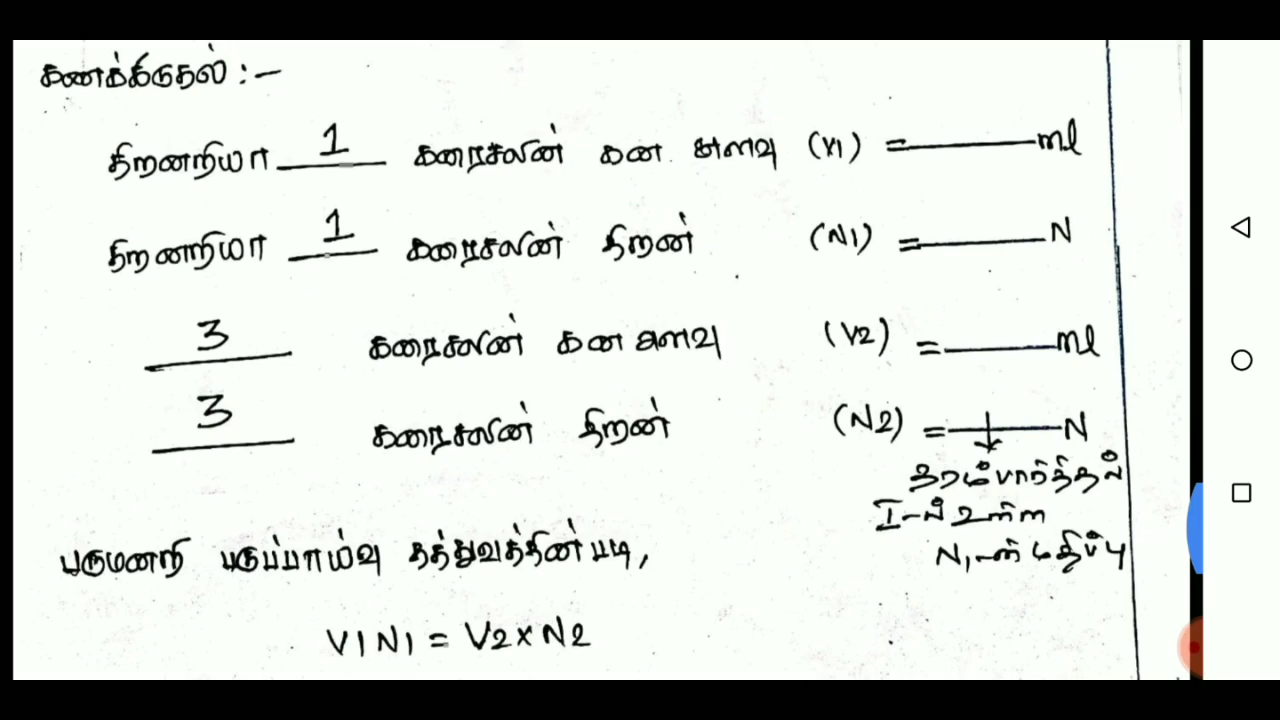 கணக்கிடுதல் :-
திறனறியா 1 கரைசலின் கன அளவு (V1) = ml
திறனறியா 1 கரைசலின் திறன் (N1) = N
3 கரைசலின் கன அளவு (V2) = ml
3 கரைசலின் திறன் (N2) = N
தரம்பார்த்தல்
I-ல் உள்ள
N1-ன் மதிப்பு
பருமனறி பகுப்பாய்வு தத்துவத்தின் படி,
V1N1 = V2×N2